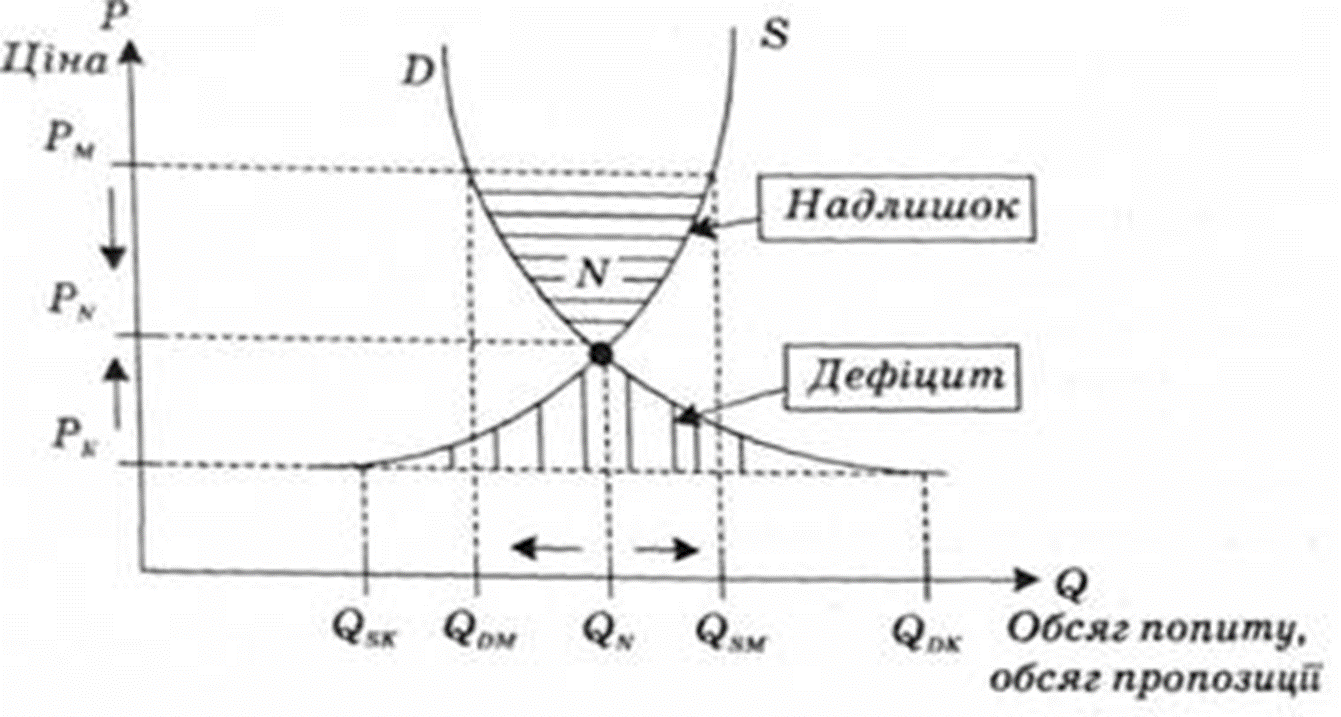 P
Ціна
D
S
P_M
Надлишок
N
P_N
Дефіцит
P_K
Q
Q_SK Q_DM Q_N Q_SM Q_DK
Обсяг попиту,
обсяг пропозиції